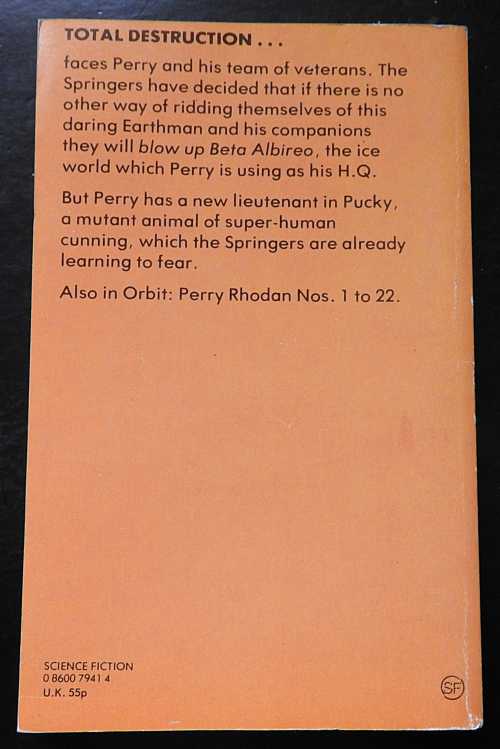 TOTAL DESTRUCTION . . .
faces Perry and his team of veterans. The
Springers have decided that if there is no
other way of ridding themselves of this
daring Earthman and his companions
they will blow up Beta Albireo, the ice
world which Perry is using as his H.Q.
But Perry has a new lieutenant in Pucky,
a mutant animal of super-human
cunning, which the Springers are already
learning to fear.
Also in Orbit: Perry Rhodan Nos. 1 to 22.
SCIENCE FICTION
0 8600 7941 4
U.K. 55p
SF